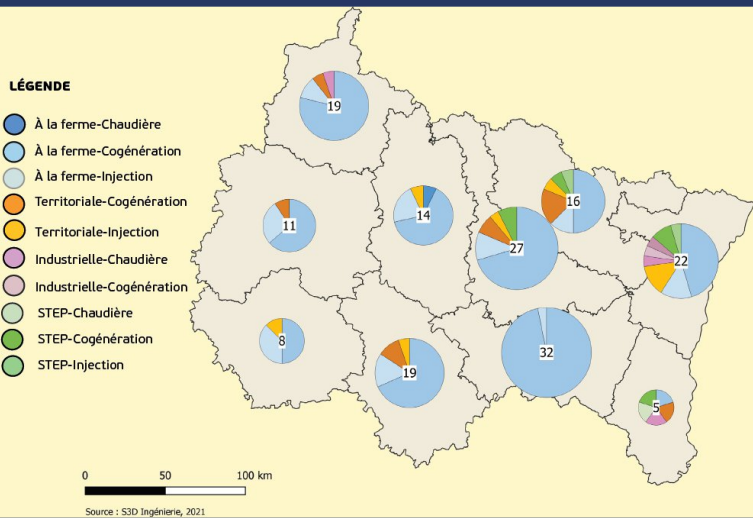 LÉGENDE
À la ferme-Chaudière
À la ferme-Cogénération
À la ferme-Injection
Territoriale-Cogénération
Territoriale-Injection
Industrielle-Chaudière
Industrielle-Cogénération
STEP-Chaudière
STEP-Cogénération
STEP-Injection
19
14
16
11
27
22
8
19
32
5
0 50 100 km
Source : S3D Ingénierie, 2021